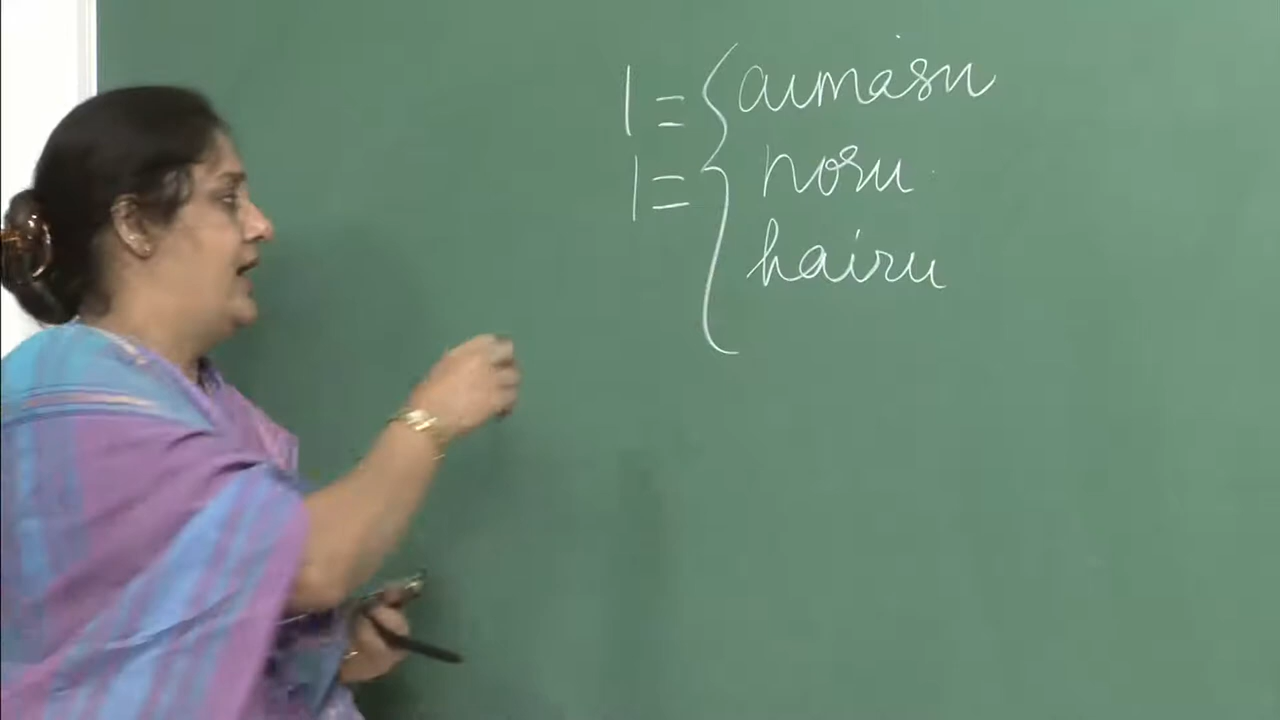 1 = { aimasu
1 = noru
hairu